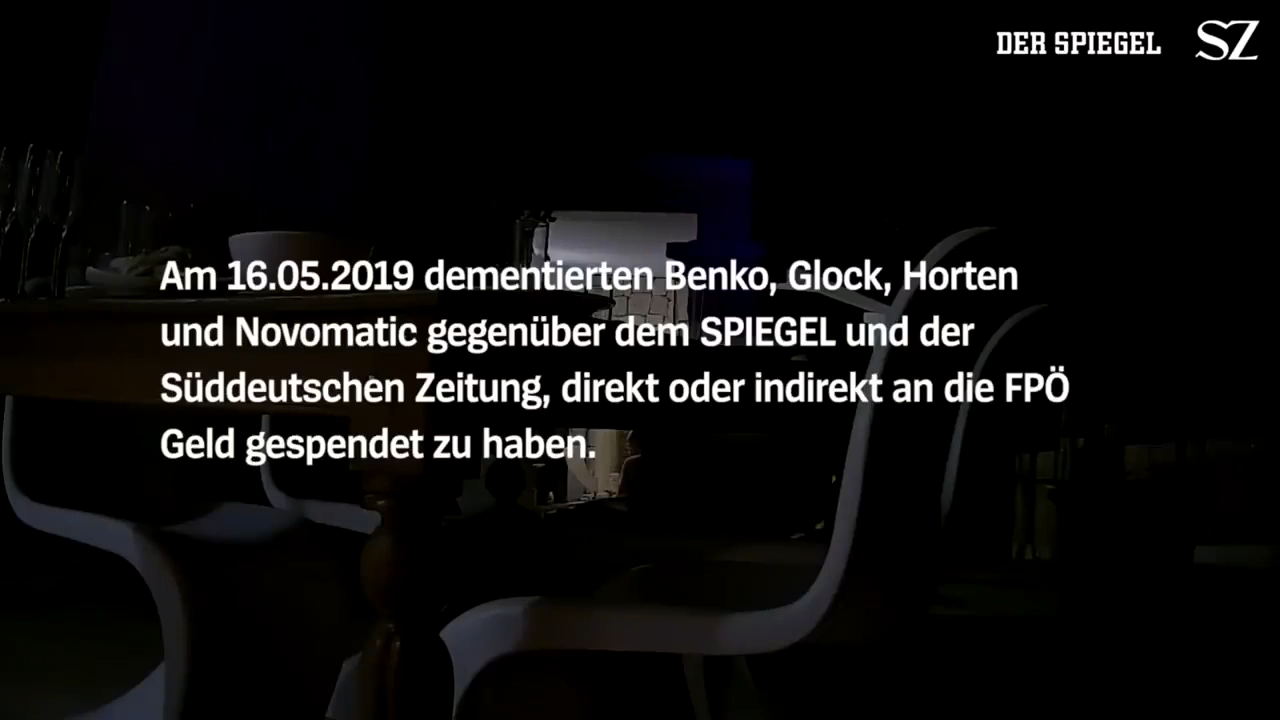 DER SPIEGEL SZ
Am 16.05.2019 dementierten Benko, Glock, Horten
und Novomatic gegenüber dem SPIEGEL und der
Süddeutschen Zeitung, direkt oder indirekt an die FPÖ
Geld gespendet zu haben.